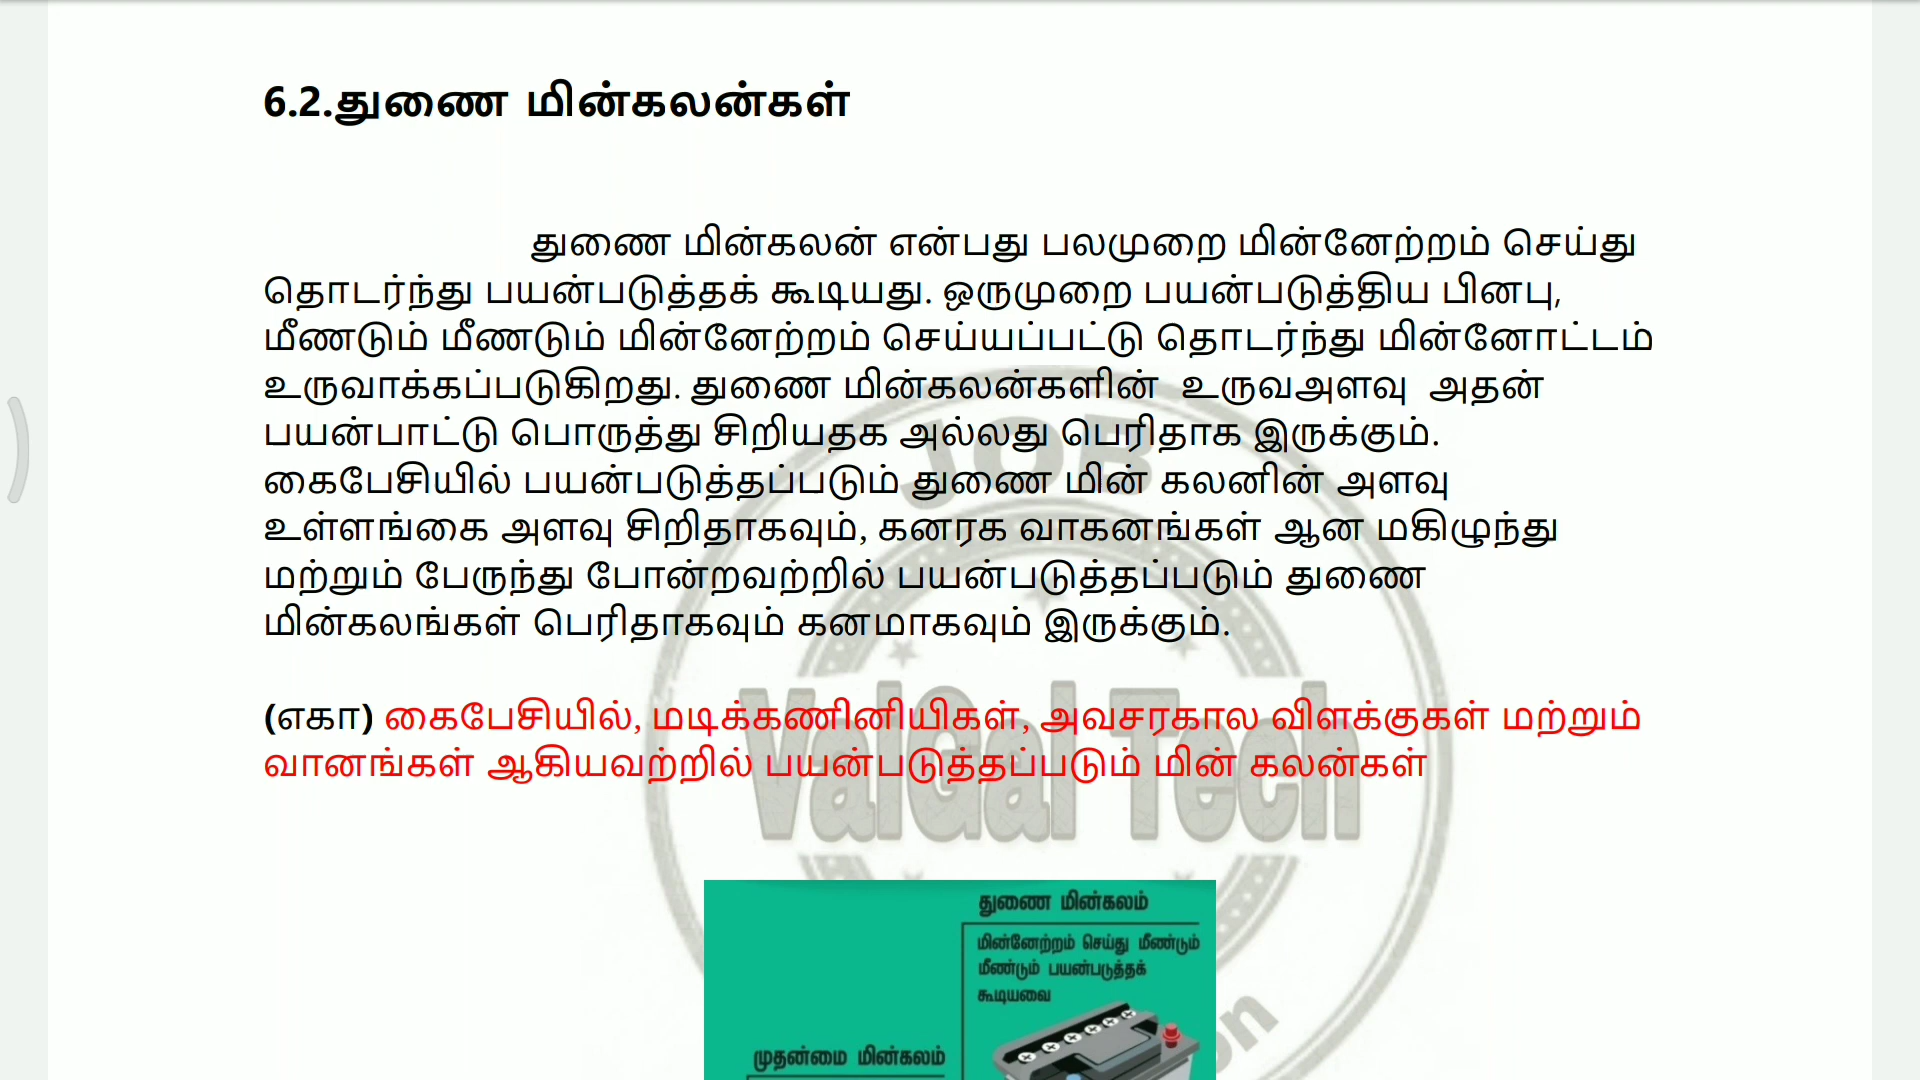 6.2.துணை மின்கலன்கள்
துணை மின்கலன் என்பது பலமுறை மின்னேற்றம் செய்து
தொடர்ந்து பயன்படுத்தக் கூடியது. ஒருமுறை பயன்படுத்திய பினபு,
மீணடும் மீணடும் மின்னேற்றம் செய்யப்பட்டு தொடர்ந்து மின்னோட்டம்
உருவாக்கப்படுகிறது. துணை மின்கலன்களின் உருவஅளவு அதன்
பயன்பாட்டு பொருத்து சிறியதக அல்லது பெரிதாக இருக்கும்.
கைபேசியில் பயன்படுத்தப்படும் துணை மின் கலனின் அளவு
உள்ளங்கை அளவு சிறிதாகவும், கனரக வாகனங்கள் ஆன மகிழுந்து
மற்றும் பேருந்து போன்றவற்றில் பயன்படுத்தப்படும் துணை
மின்கலங்கள் பெரிதாகவும் கனமாகவும் இருக்கும்.
(எகா) கைபேசியில், மடிக்கணினியிகள், அவசரகால விளக்குகள் மற்றும்
வானங்கள் ஆகியவற்றில் பயன்படுத்தப்படும் மின் கலன்கள்
JOB
ValGal Tech
துணை மின்கலம்
மின்னேற்றம் செய்து மீண்டும்
மீண்டும் பயன்படுத்தக்
கூடியவை
முதன்மை மின்கலம்